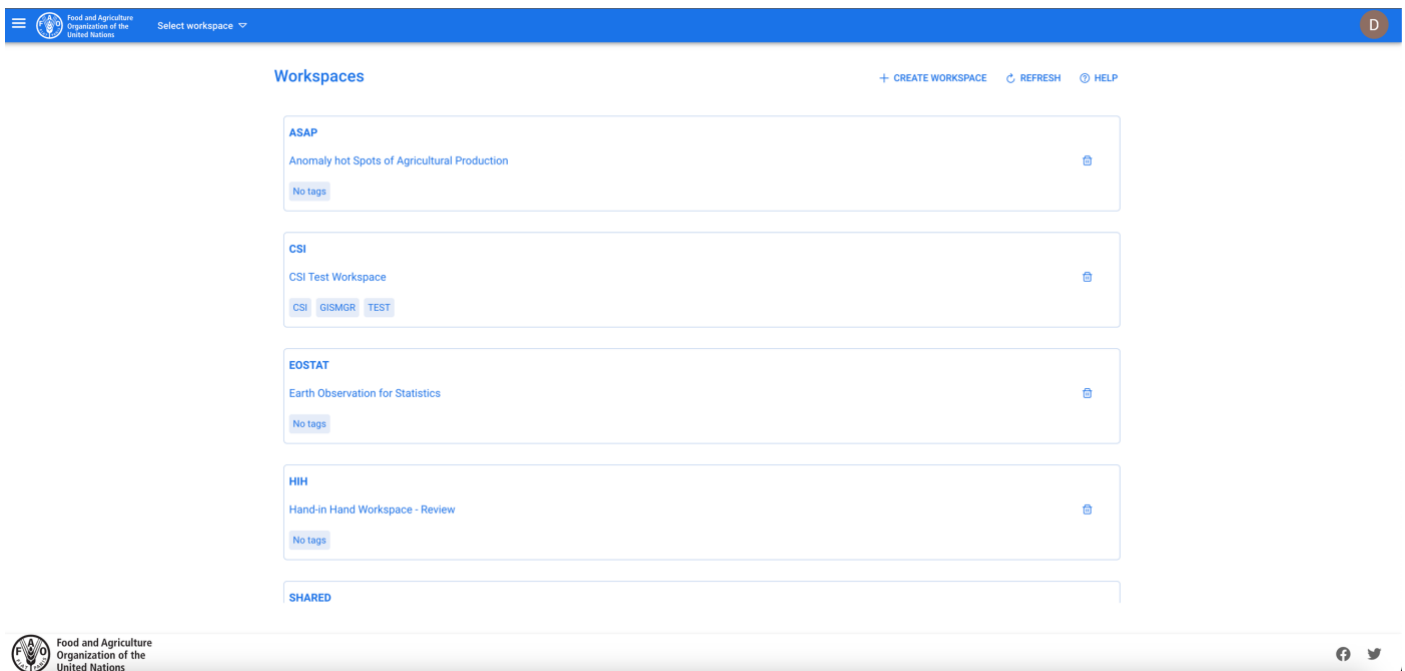 Food and Agriculture
Organization of the
United Nations
Select workspace
D
Workspaces
CREATE WORKSPACE
REFRESH
HELP
ASAP
Anomaly hot Spots of Agricultural Production
No tags
CSI
CSI Test Workspace
CSI GISMGR TEST
EOSTAT
Earth Observation for Statistics
No tags
HIH
Hand-in Hand Workspace - Review
No tags
SHARED
Food and Agriculture
Organization of the
United Nations